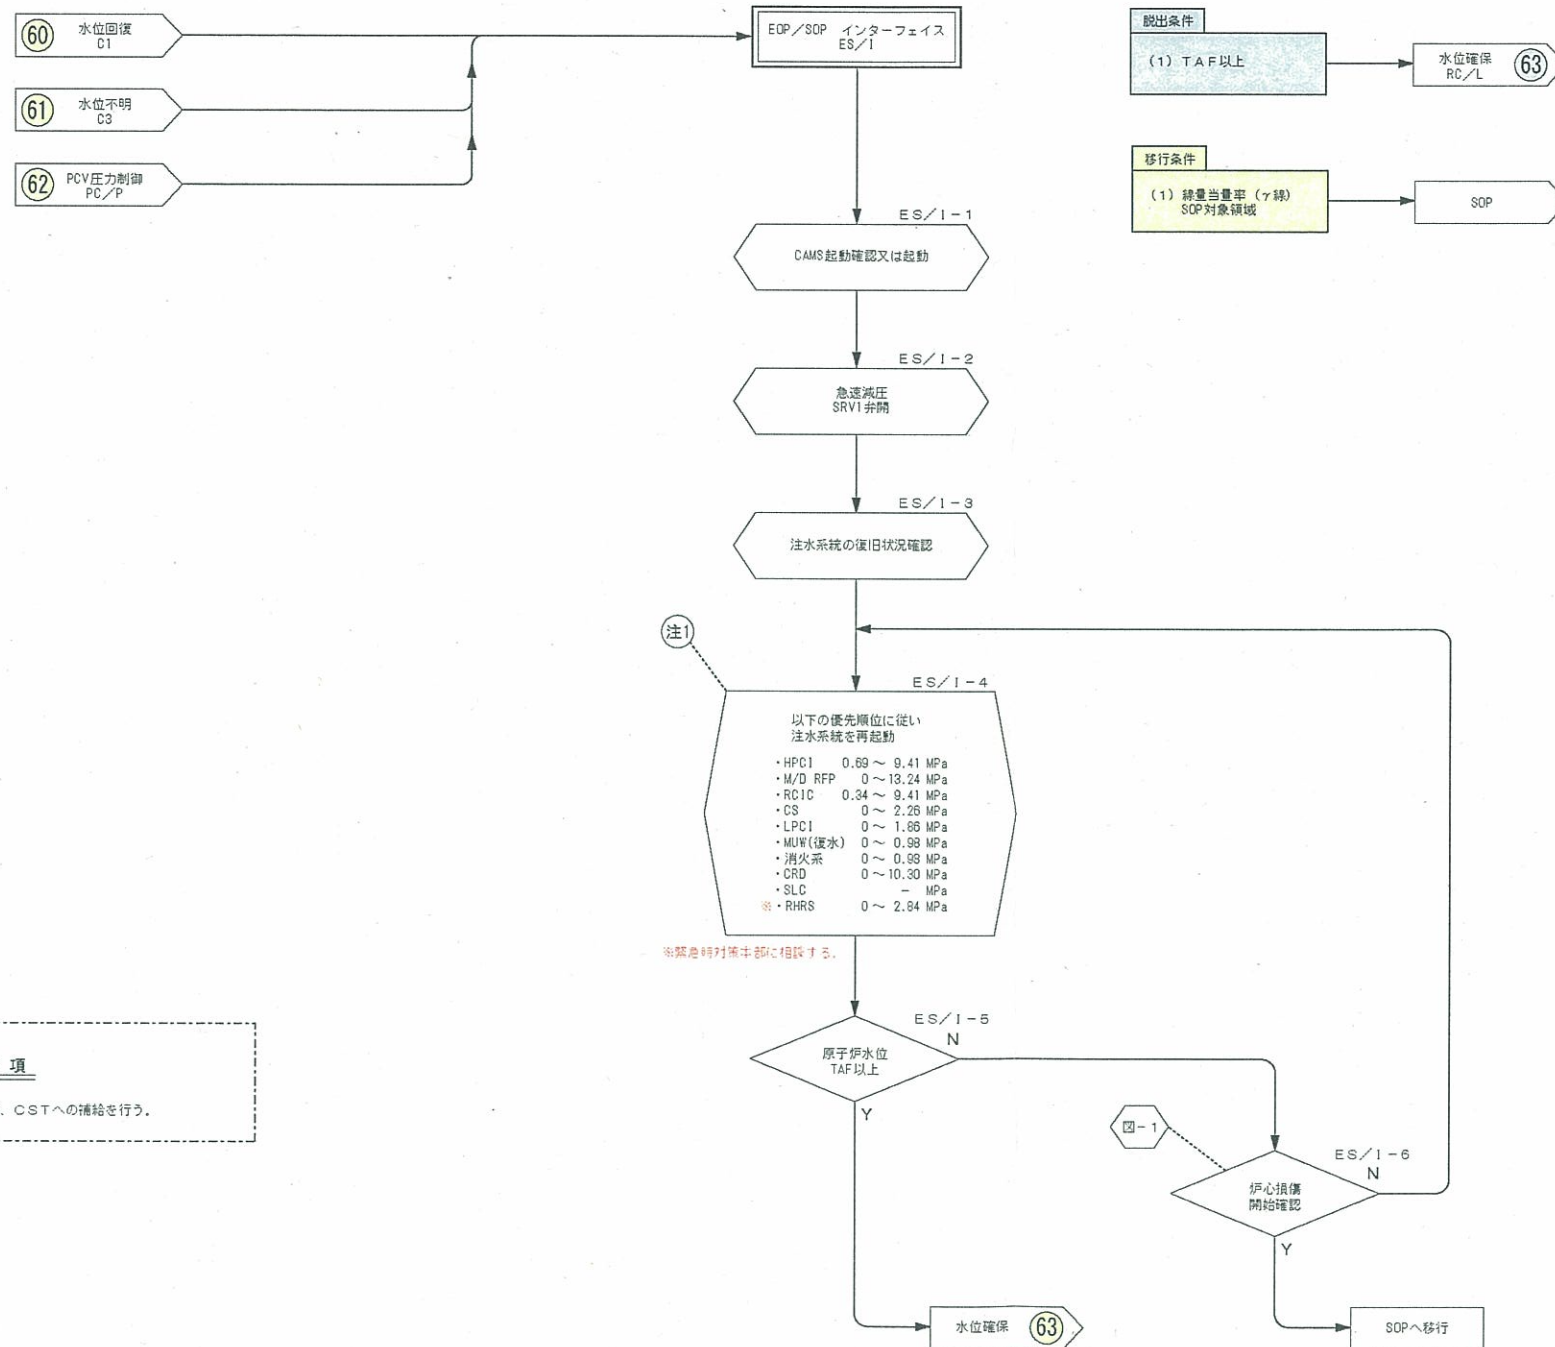 60
水位回復
C1
61
水位不明
C3
62
PCV圧力制御
PC/P
EOP/SOP インターフェイス
ES/I
脱出条件
(1) TAF以上
水位確保
RC/L
63
移行条件
(1) 線量当量率 (γ線)
SOP対象領域
SOP
ES/I-1
CAMS起動確認又は起動
ES/I-2
急速減圧
SRV1弁開
ES/I-3
注水系統の復旧状況確認
注1
ES/I-4
以下の優先順位に従い
注水系統を再起動
・HPCI 0.69 ~ 9.41 MPa
・M/D RFP 0 ~13.24 MPa
・RCIC 0.34 ~ 9.41 MPa
・CS 0 ~ 2.26 MPa
・LPCI 0 ~ 1.86 MPa
・MUW(復水) 0 ~ 0.98 MPa
・消火系 0 ~ 0.98 MPa
・CRD 0 ~10.30 MPa
・SLC - MPa
※・RHRS 0 ~ 2.84 MPa
※緊急時対策本部に相談する。
ES/I-5
原子炉水位
TAF以上
N
Y
項
CSTへの補給を行う。
図-1
ES/I-6
炉心損傷
開始確認
N
Y
水位確保
63
SOPへ移行